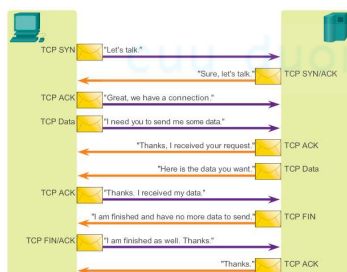 TCP SYN "Let's talk."
"Sure, let's talk." TCP SYN/ACK
TCP ACK "Great, we have a connection."
TCP Data "I need you to send me some data."
"Thanks, I received your request." TCP ACK
"Here is the data you want." TCP Data
TCP ACK "Thanks. I received my data."
"I am finished and have no more data to send." TCP FIN
TCP FIN/ACK "I am finished as well. Thanks."
"Thanks." TCP ACK